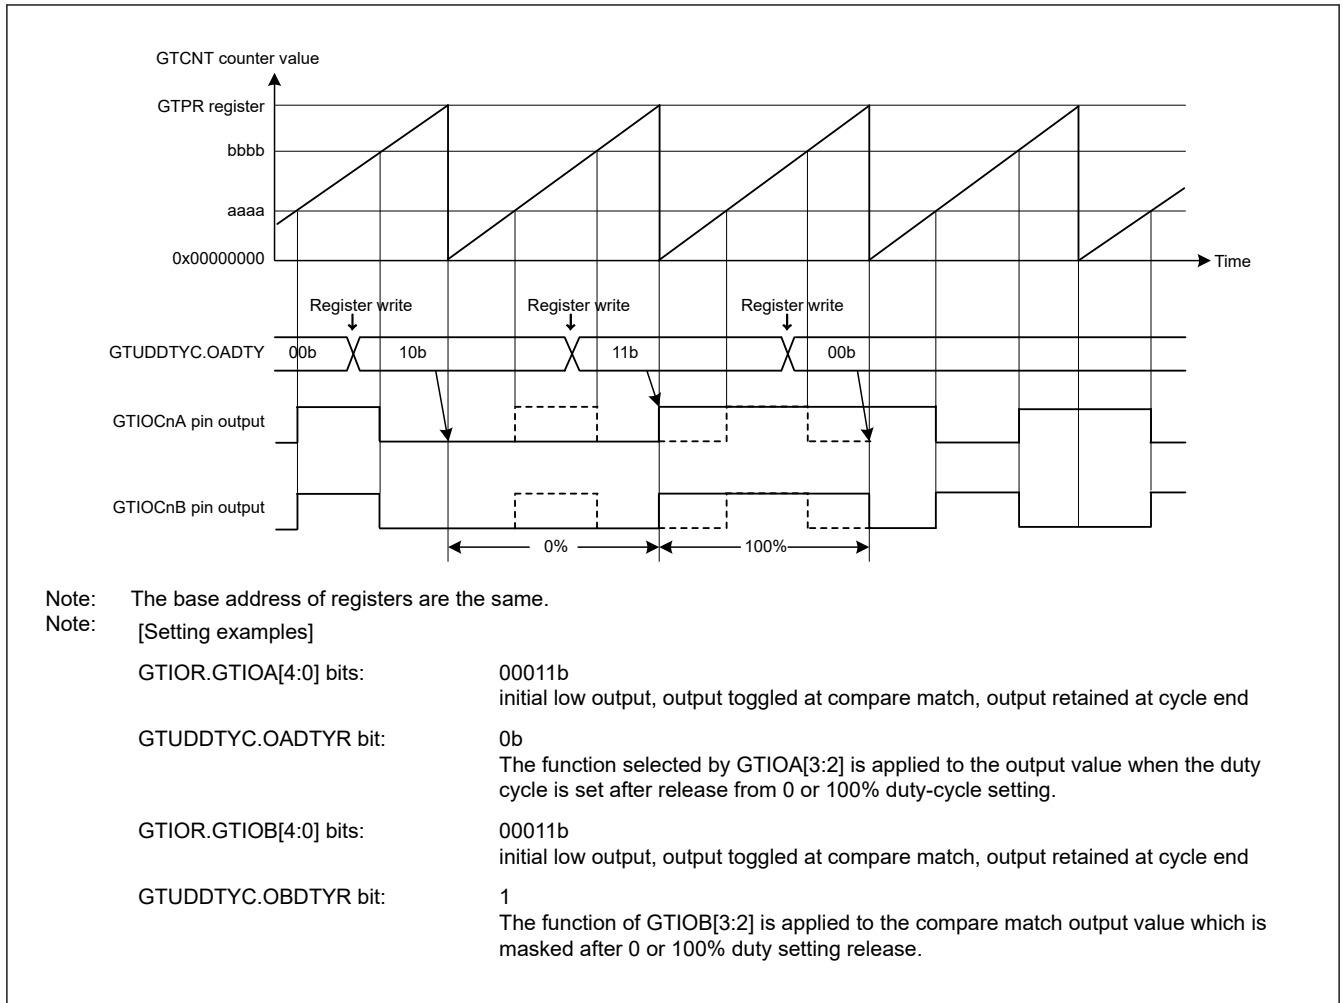 GTCNT counter value
GTPR register
bbbb
aaaa
0x00000000
Time
Register write Register write Register write
GTUDDTYC.OADTY 00b 10b 11b 00b
GTIOCnA pin output
GTIOCnB pin output
0% 100%
Note: The base address of registers are the same.
Note: [Setting examples]
GTIOR.GTIOA[4:0] bits: 00011b
initial low output, output toggled at compare match, output retained at cycle end
GTUDDTYC.OADTYR bit: 0b
The function selected by GTIOA[3:2] is applied to the output value when the duty
cycle is set after release from 0 or 100% duty-cycle setting.
GTIOR.GTIOB[4:0] bits: 00011b
initial low output, output toggled at compare match, output retained at cycle end
GTUDDTYC.OBDTYR bit: 1
The function of GTIOB[3:2] is applied to the compare match output value which is
masked after 0 or 100% duty setting release.